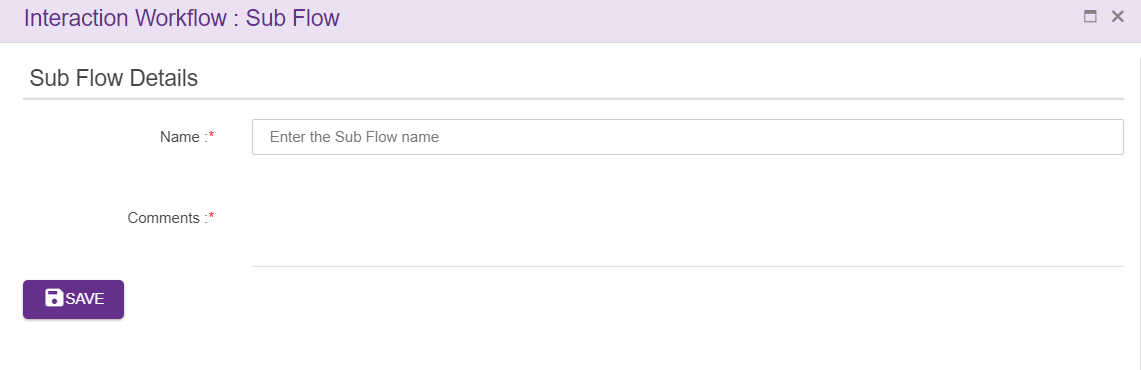 Interaction Workflow : Sub Flow
Sub Flow Details
Name :*
Enter the Sub Flow name
Comments :*
SAVE